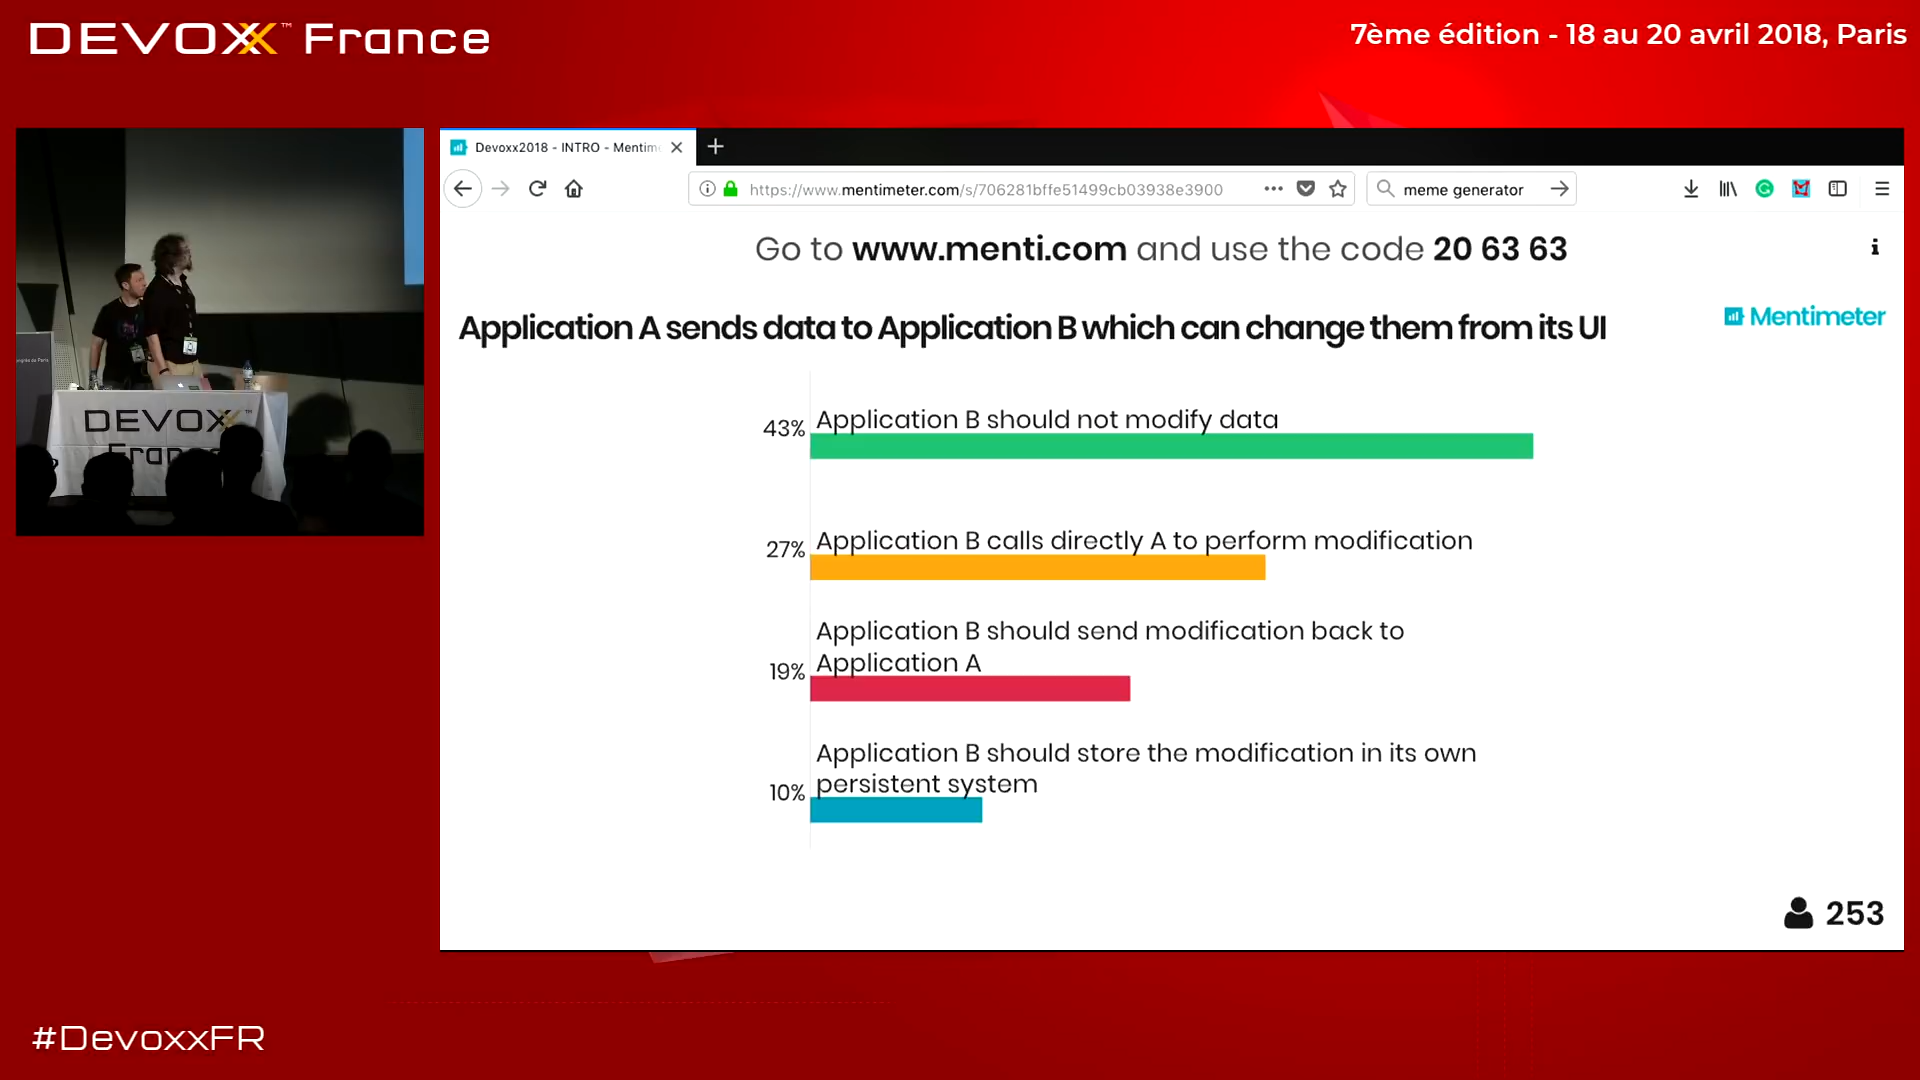 DEVOXX™ France
7ème édition - 18 au 20 avril 2018, Paris
Devoxx2018 - INTRO - Mentim
https://www.mentimeter.com/s/706281bffe51499cb03938e3900
meme generator
Go to www.menti.com and use the code 20 63 63
Application A sends data to Application B which can change them from its UI
Mentimeter
43% Application B should not modify data
27% Application B calls directly A to perform modification
Application B should send modification back to
19% Application A
Application B should store the modification in its own
10% persistent system
253
DEVOXX™
France
#DevoxxFR